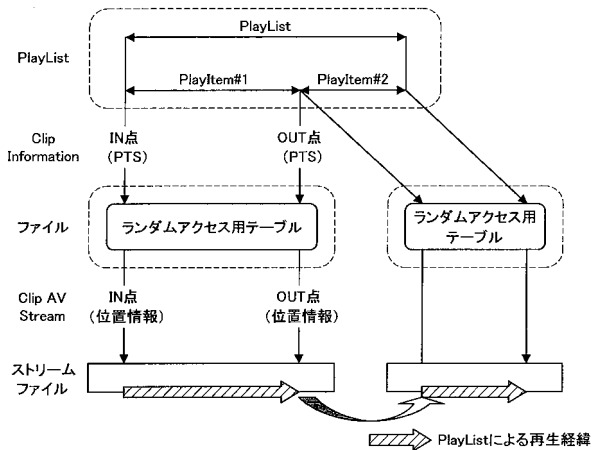 PlayList
PlayList
PlayItem#1
PlayItem#2
Clip
Information
IN点
(PTS)
OUT点
(PTS)
ファイル
ランダムアクセス用テーブル
ランダムアクセス用
テーブル
Clip AV
Stream
IN点
(位置情報)
OUT点
(位置情報)
ストリーム
ファイル
PlayListによる再生経緯